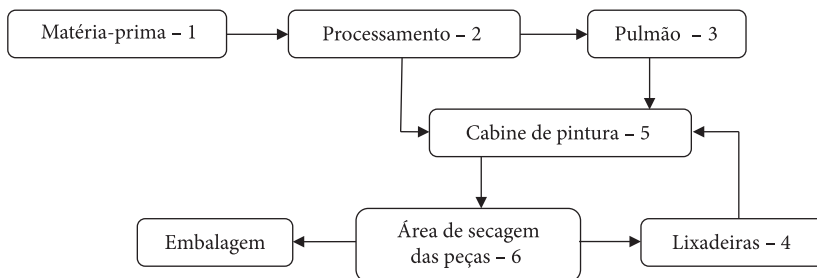 Matéria-prima – 1
Processamento – 2
Pulmão – 3
Cabine de pintura – 5
Embalagem
Área de secagem
das peças – 6
Lixadeiras – 4